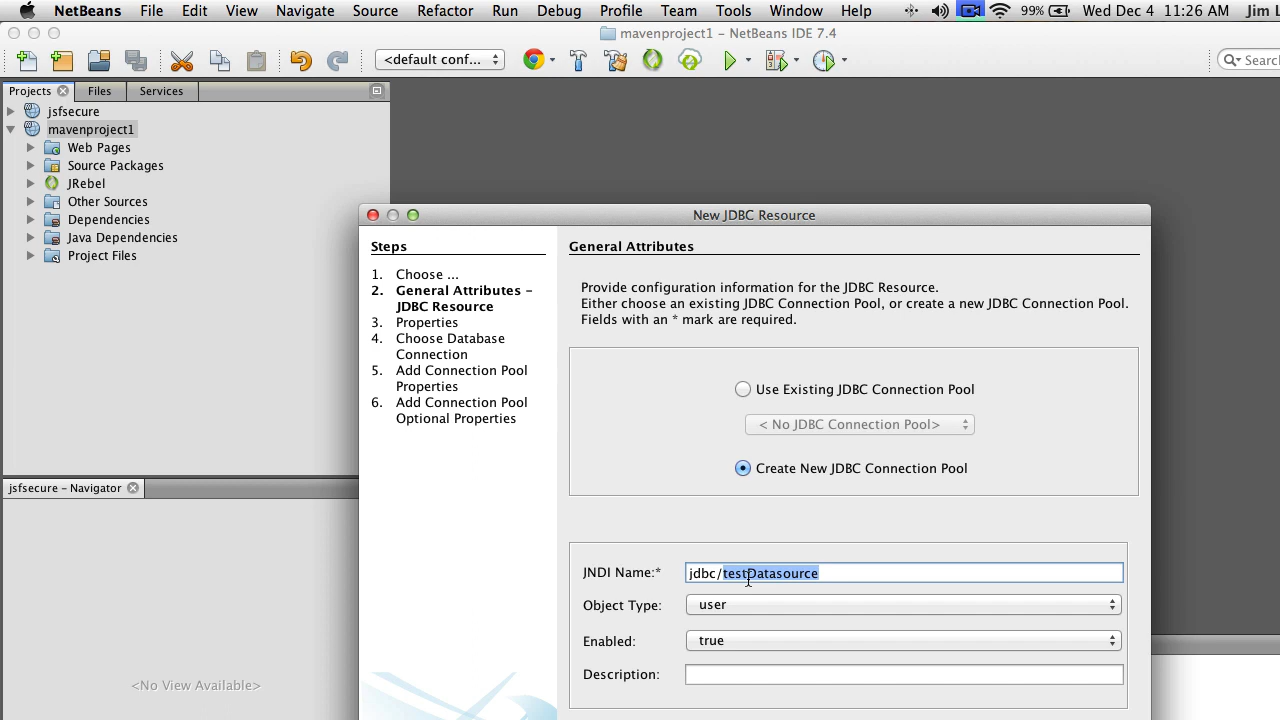 NetBeans File Edit View Navigate Source Refactor Run Debug Profile Team Tools Window Help 99% Wed Dec 4 11:26 AM Jim L
mavenproject1 – NetBeans IDE 7.4
<default conf...
Searc
Projects Files Services
jsfsecure
mavenproject1
Web Pages
Source Packages
JRebel
Other Sources
Dependencies
Java Dependencies
Project Files
jsfsecure – Navigator
<No View Available>
New JDBC Resource
Steps
1. Choose ...
2. General Attributes – JDBC Resource
3. Properties
4. Choose Database Connection
5. Add Connection Pool Properties
6. Add Connection Pool Optional Properties
General Attributes
Provide configuration information for the JDBC Resource.
Either choose an existing JDBC Connection Pool, or create a new JDBC Connection Pool.
Fields with an * mark are required.
Use Existing JDBC Connection Pool
< No JDBC Connection Pool>
Create New JDBC Connection Pool
JNDI Name:* jdbc/testDatasource
Object Type: user
Enabled: true
Description: